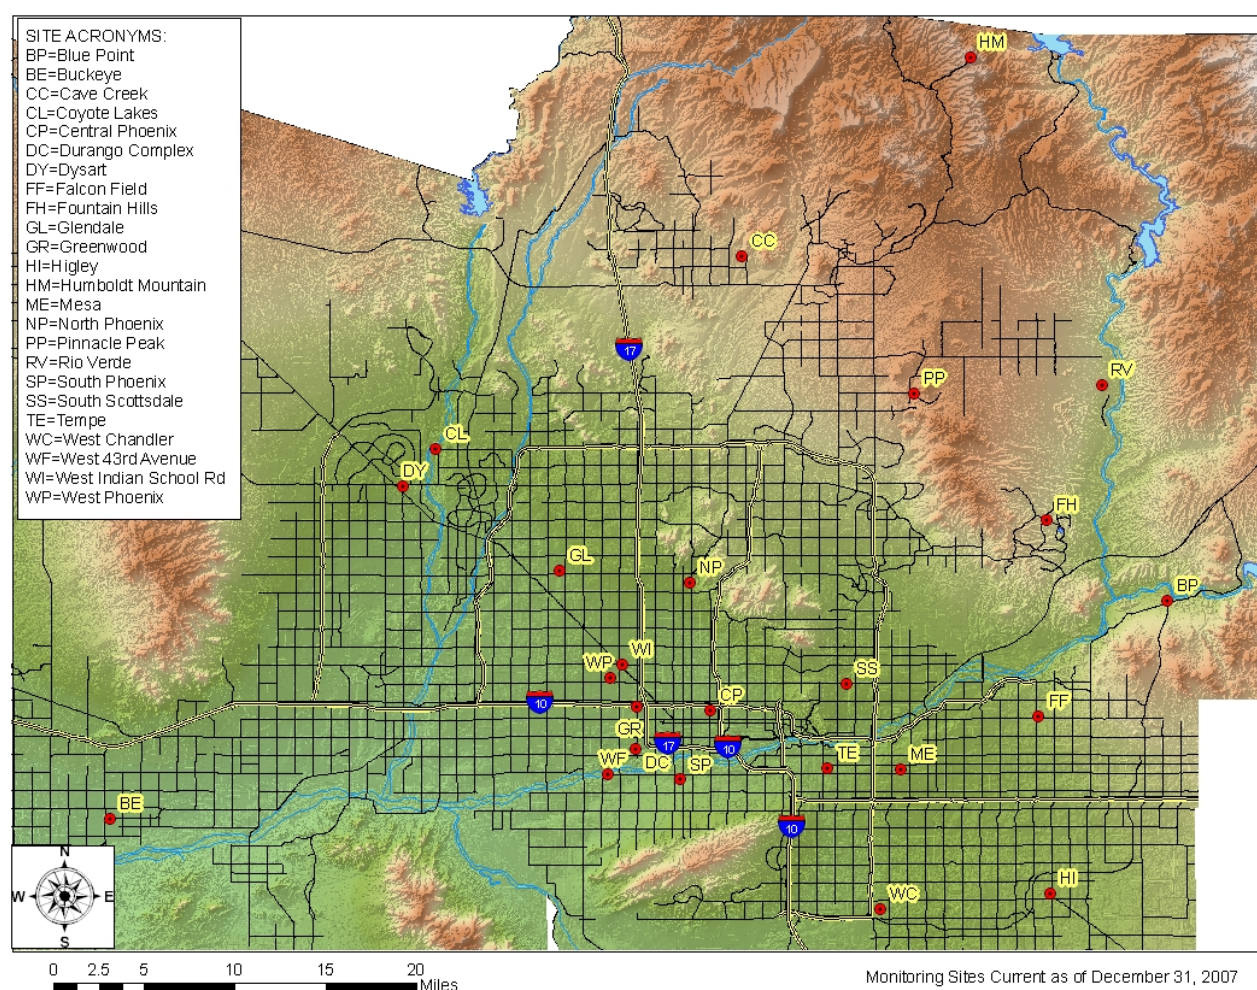 SITE ACRONYMS:
BP=Blue Point
BE=Buckeye
CC=Cave Creek
CL=Coyote Lakes
CP=Central Phoenix
DC=Durango Complex
DY=Dysart
FF=Falcon Field
FH=Fountain Hills
GL=Glendale
GR=Greenwood
HI=Higley
HM=Humboldt Mountain
ME=Mesa
NP=North Phoenix
PP=Pinnacle Peak
RV=Rio Verde
SP=South Phoenix
SS=South Scottsdale
TE=Tempe
WC=West Chandler
WF=West 43rd Avenue
WI=West Indian School Rd
WP=West Phoenix
HM
CC
17
PP
RV
CL
DY
FH
GL
NP
BP
WP
WI
SS
10
CP
FF
GR
17
10
WF
DC
SP
TE
ME
BE
10
HI
WC
N
W
E
S
0 2.5 5 10 15 20
Miles
Monitoring Sites Current as of December 31, 2007